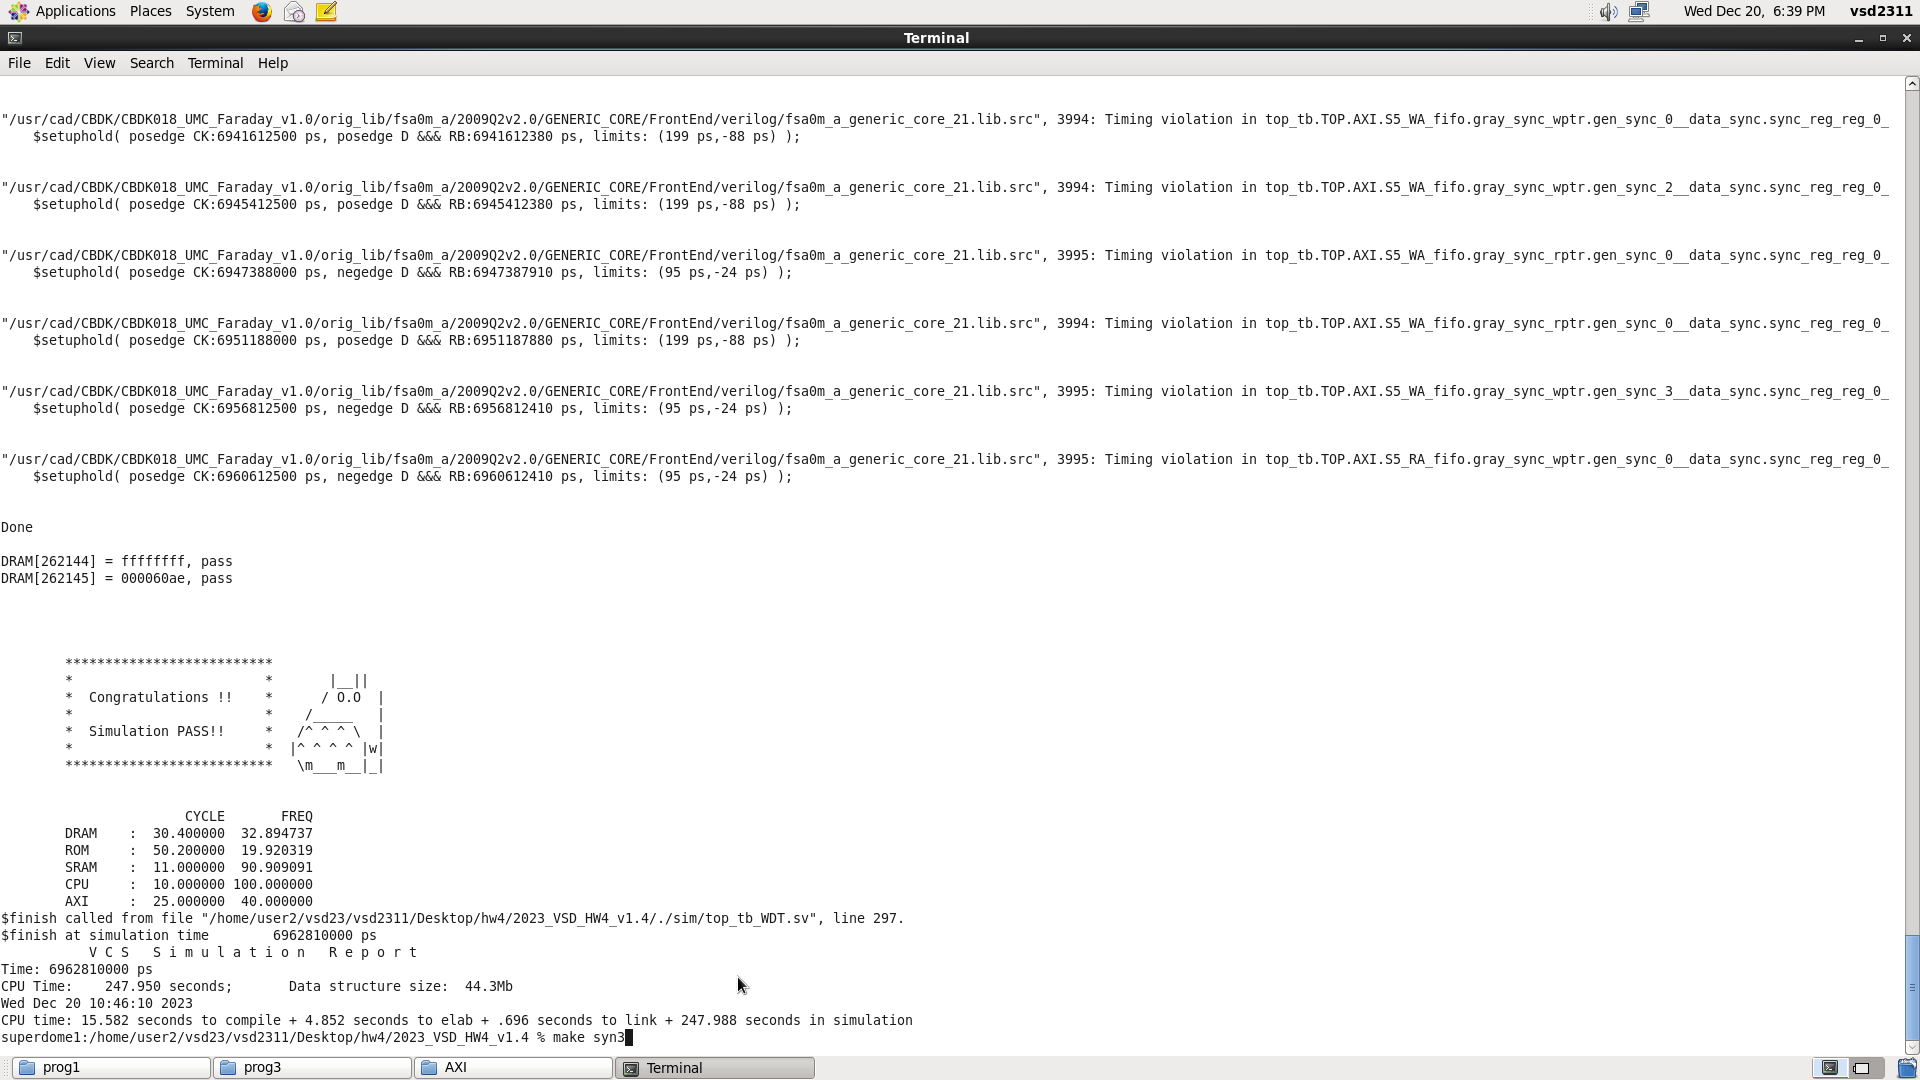 Applications Places System Wed Dec 20, 6:39 PM vsd2311
Terminal
File Edit View Search Terminal Help
"/usr/cad/CBDK/CBDK018_UMC_Faraday_v1.0/orig_lib/fsa0m_a/2009Q2v2.0/GENERIC_CORE/FrontEnd/verilog/fsa0m_a_generic_core_21.lib.src", 3994: Timing violation in top_tb.TOP.AXI.S5_WA_fifo.gray_sync_wptr.gen_sync_0__data_sync.sync_reg_reg_0_
    $setuphold( posedge CK:6941612500 ps, posedge D &&& RB:6941612380 ps, limits: (199 ps,-88 ps) );
"/usr/cad/CBDK/CBDK018_UMC_Faraday_v1.0/orig_lib/fsa0m_a/2009Q2v2.0/GENERIC_CORE/FrontEnd/verilog/fsa0m_a_generic_core_21.lib.src", 3994: Timing violation in top_tb.TOP.AXI.S5_WA_fifo.gray_sync_wptr.gen_sync_2__data_sync.sync_reg_reg_0_
    $setuphold( posedge CK:6945412500 ps, posedge D &&& RB:6945412380 ps, limits: (199 ps,-88 ps) );
"/usr/cad/CBDK/CBDK018_UMC_Faraday_v1.0/orig_lib/fsa0m_a/2009Q2v2.0/GENERIC_CORE/FrontEnd/verilog/fsa0m_a_generic_core_21.lib.src", 3995: Timing violation in top_tb.TOP.AXI.S5_WA_fifo.gray_sync_rptr.gen_sync_0__data_sync.sync_reg_reg_0_
    $setuphold( posedge CK:6947388000 ps, negedge D &&& RB:6947387910 ps, limits: (95 ps,-24 ps) );
"/usr/cad/CBDK/CBDK018_UMC_Faraday_v1.0/orig_lib/fsa0m_a/2009Q2v2.0/GENERIC_CORE/FrontEnd/verilog/fsa0m_a_generic_core_21.lib.src", 3994: Timing violation in top_tb.TOP.AXI.S5_WA_fifo.gray_sync_rptr.gen_sync_0__data_sync.sync_reg_reg_0_
    $setuphold( posedge CK:6951188000 ps, posedge D &&& RB:6951187880 ps, limits: (199 ps,-88 ps) );
"/usr/cad/CBDK/CBDK018_UMC_Faraday_v1.0/orig_lib/fsa0m_a/2009Q2v2.0/GENERIC_CORE/FrontEnd/verilog/fsa0m_a_generic_core_21.lib.src", 3995: Timing violation in top_tb.TOP.AXI.S5_WA_fifo.gray_sync_wptr.gen_sync_3__data_sync.sync_reg_reg_0_
    $setuphold( posedge CK:6956812500 ps, negedge D &&& RB:6956812410 ps, limits: (95 ps,-24 ps) );
"/usr/cad/CBDK/CBDK018_UMC_Faraday_v1.0/orig_lib/fsa0m_a/2009Q2v2.0/GENERIC_CORE/FrontEnd/verilog/fsa0m_a_generic_core_21.lib.src", 3995: Timing violation in top_tb.TOP.AXI.S5_RA_fifo.gray_sync_wptr.gen_sync_0__data_sync.sync_reg_reg_0_
    $setuphold( posedge CK:6960612500 ps, negedge D &&& RB:6960612410 ps, limits: (95 ps,-24 ps) );
Done
DRAM[262144] = ffffffff, pass
DRAM[262145] = 000060ae, pass
        **************************
        *                        *       |__||
        *  Congratulations !!    *      / O.O  |
        *                        *    /_____   |
        *  Simulation PASS!!     *   /^ ^ ^ \  |
        *                        *  |^ ^ ^ ^ |w|
        **************************   \m___m__|_|
                       CYCLE       FREQ
        DRAM    :  30.400000  32.894737
        ROM     :  50.200000  19.920319
        SRAM    :  11.000000  90.909091
        CPU     :  10.000000 100.000000
        AXI     :  25.000000  40.000000
$finish called from file "/home/user2/vsd23/vsd2311/Desktop/hw4/2023_VSD_HW4_v1.4/./sim/top_tb_WDT.sv", line 297.
$finish at simulation time        6962810000 ps
           V C S   S i m u l a t i o n   R e p o r t
Time: 6962810000 ps
CPU Time:    247.950 seconds;       Data structure size:  44.3Mb
Wed Dec 20 10:46:10 2023
CPU time: 15.582 seconds to compile + 4.852 seconds to elab + .696 seconds to link + 247.988 seconds in simulation
superdome1:/home/user2/vsd23/vsd2311/Desktop/hw4/2023_VSD_HW4_v1.4 % make syn3
prog1 prog3 AXI Terminal